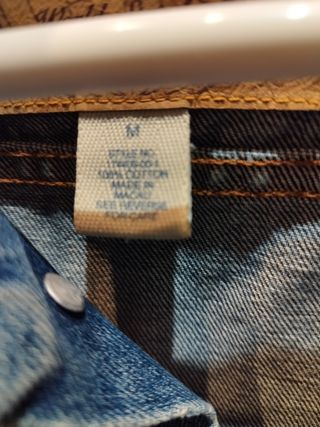 M
STYLE NO.
100% COTTON
MADE IN
MACAU
SEE REVERSE
FOR CARE